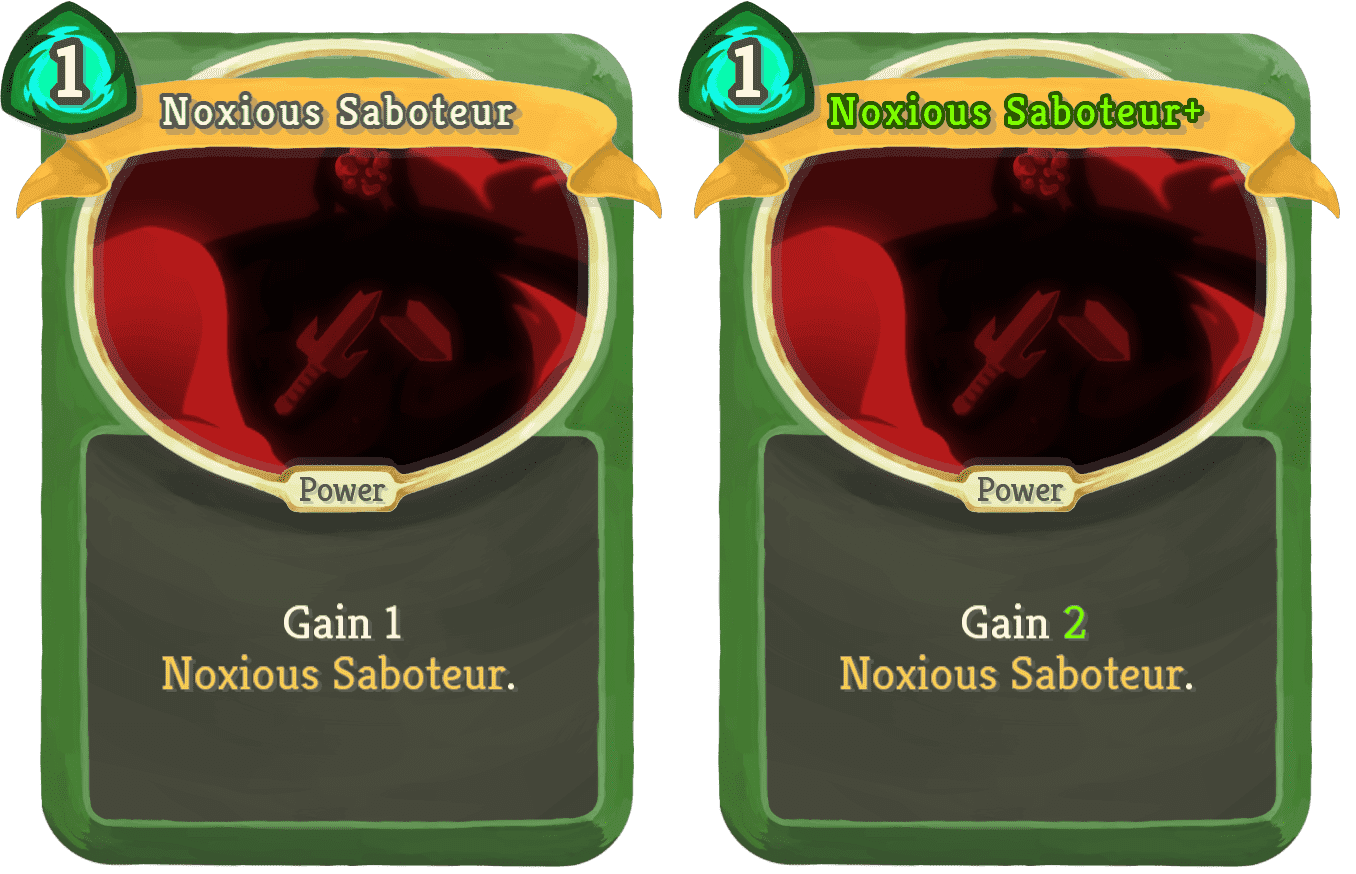 1
Noxious Saboteur
Power
Gain 1
Noxious Saboteur.
1
Noxious Saboteur+
Power
Gain 2
Noxious Saboteur.